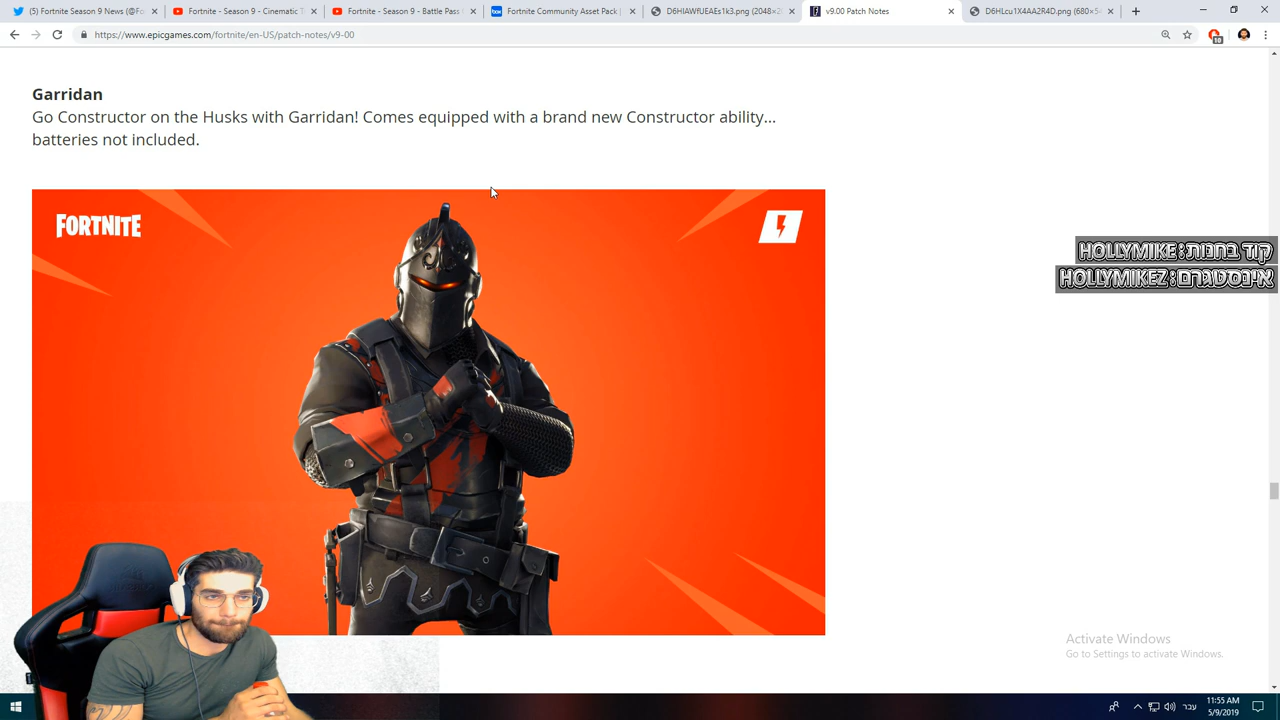 (5) Fortnite Season 9 News (@Fo
Fortnite - Season 9 - Cinematic T
Fortnite - Season 9 - Battle Pass
Fortnite Community Asset Pack |
D6HIAWfUEAEs1k3.png (2048×20
v9.00 Patch Notes
D6HLcu1X4AA2R4D.png (680×54
https://www.epicgames.com/fortnite/en-US/patch-notes/v9-00
Garridan
Go Constructor on the Husks with Garridan! Comes equipped with a brand new Constructor ability...
batteries not included.
FORTNITE
קוד בחנות: HOLLYMIKE
אינסטגרם: HOLLYMIKEZ
Activate Windows
Go to Settings to activate Windows.
11:55 AM
עבר
5/9/2019